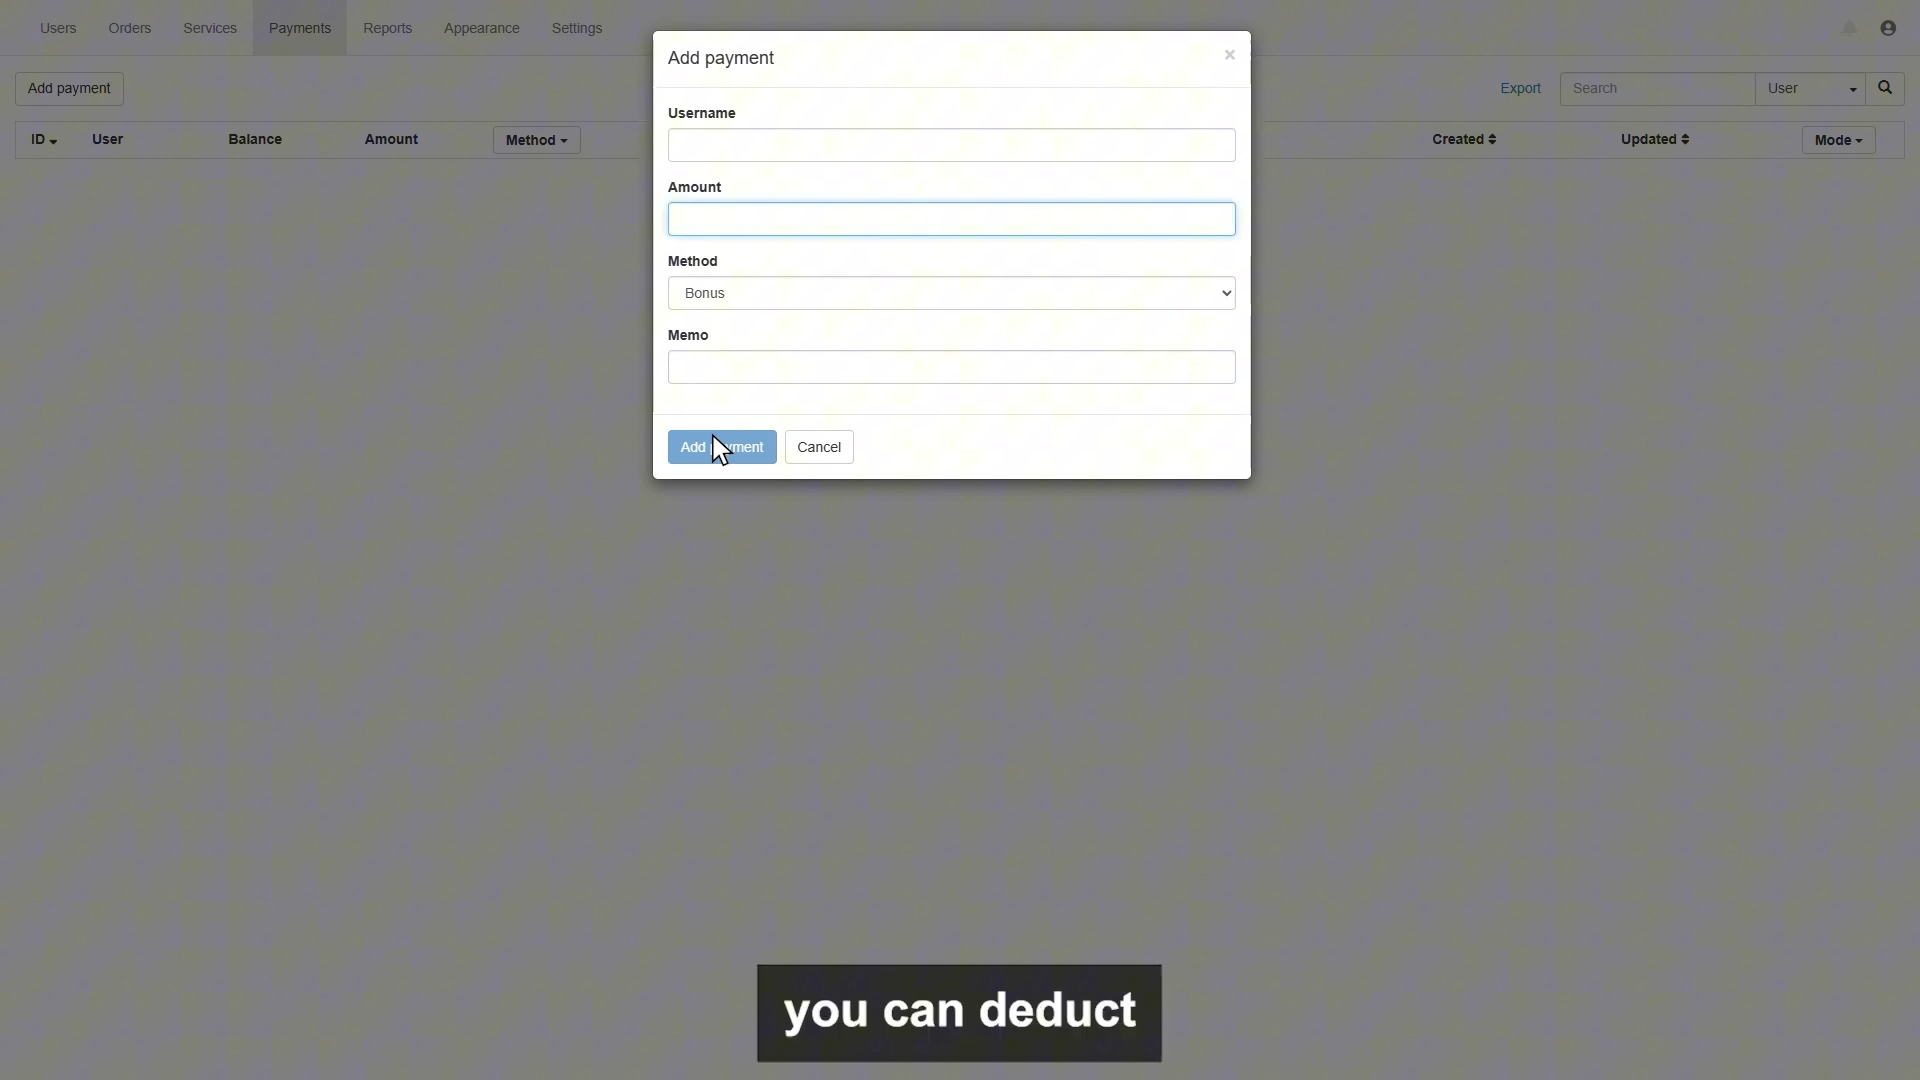 Users Orders Services Payments Reports Appearance Settings
Add payment ×
Add payment
Export Search User
Username
ID User Balance Amount Method Created Updated Mode
Amount
Method
Bonus
Memo
Add payment Cancel
you can deduct